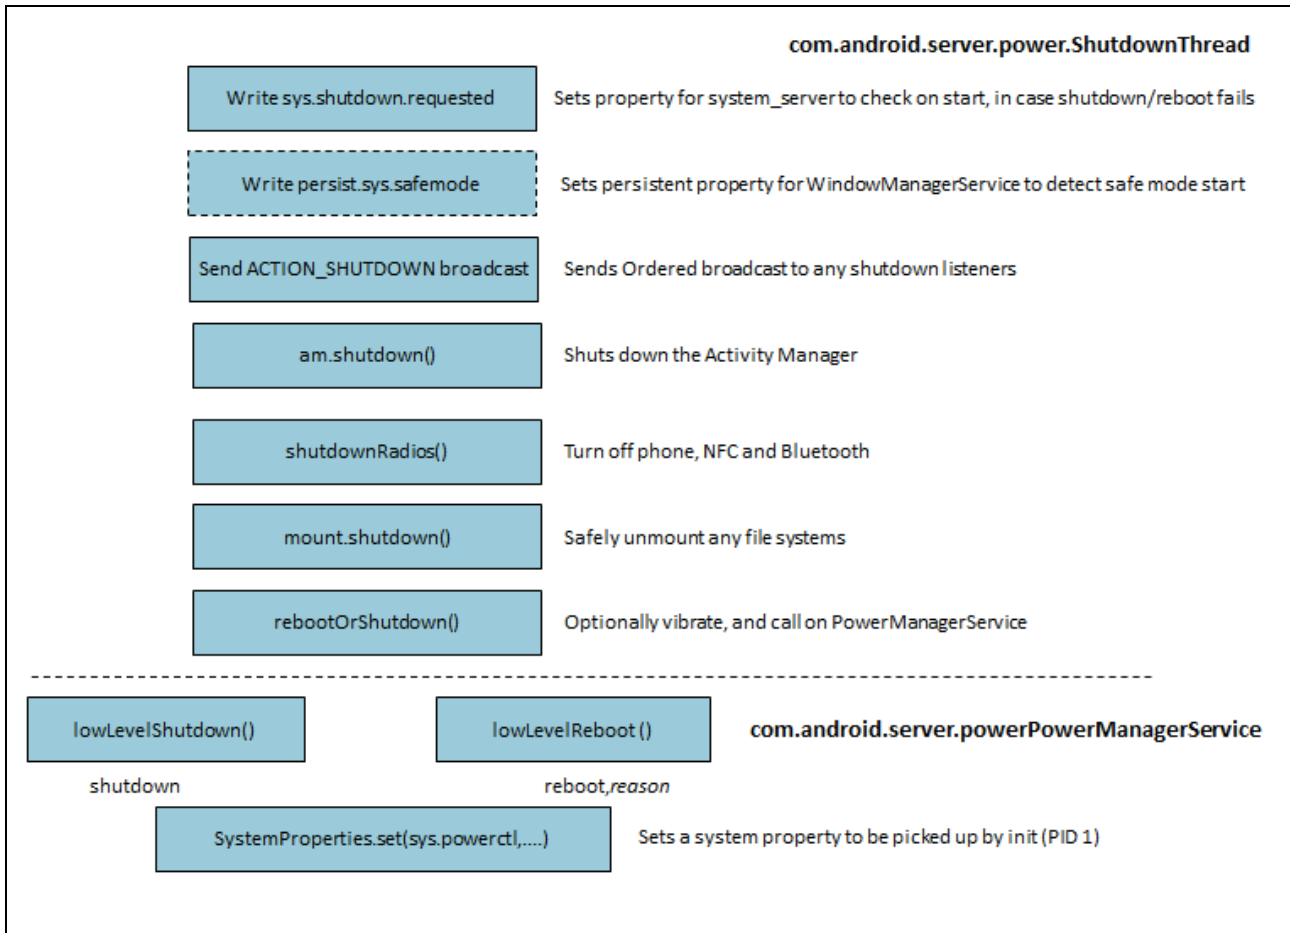 com.android.server.power.ShutdownThread
Write sys.shutdown.requested
Sets property for system_server to check on start, in case shutdown/reboot fails
Write persist.sys.safemode
Sets persistent property for WindowManagerService to detect safe mode start
Send ACTION_SHUTDOWN broadcast
Sends Ordered broadcast to any shutdown listeners
am.shutdown()
Shuts down the Activity Manager
shutdownRadios()
Turn off phone, NFC and Bluetooth
mount.shutdown()
Safely unmount any file systems
rebootOrShutdown()
Optionally vibrate, and call on PowerManagerService
lowLevelShutdown()
lowLevelReboot ()
com.android.server.powerPowerManagerService
shutdown
reboot,reason
SystemProperties.set(sys.powerctl,....)
Sets a system property to be picked up by init (PID 1)